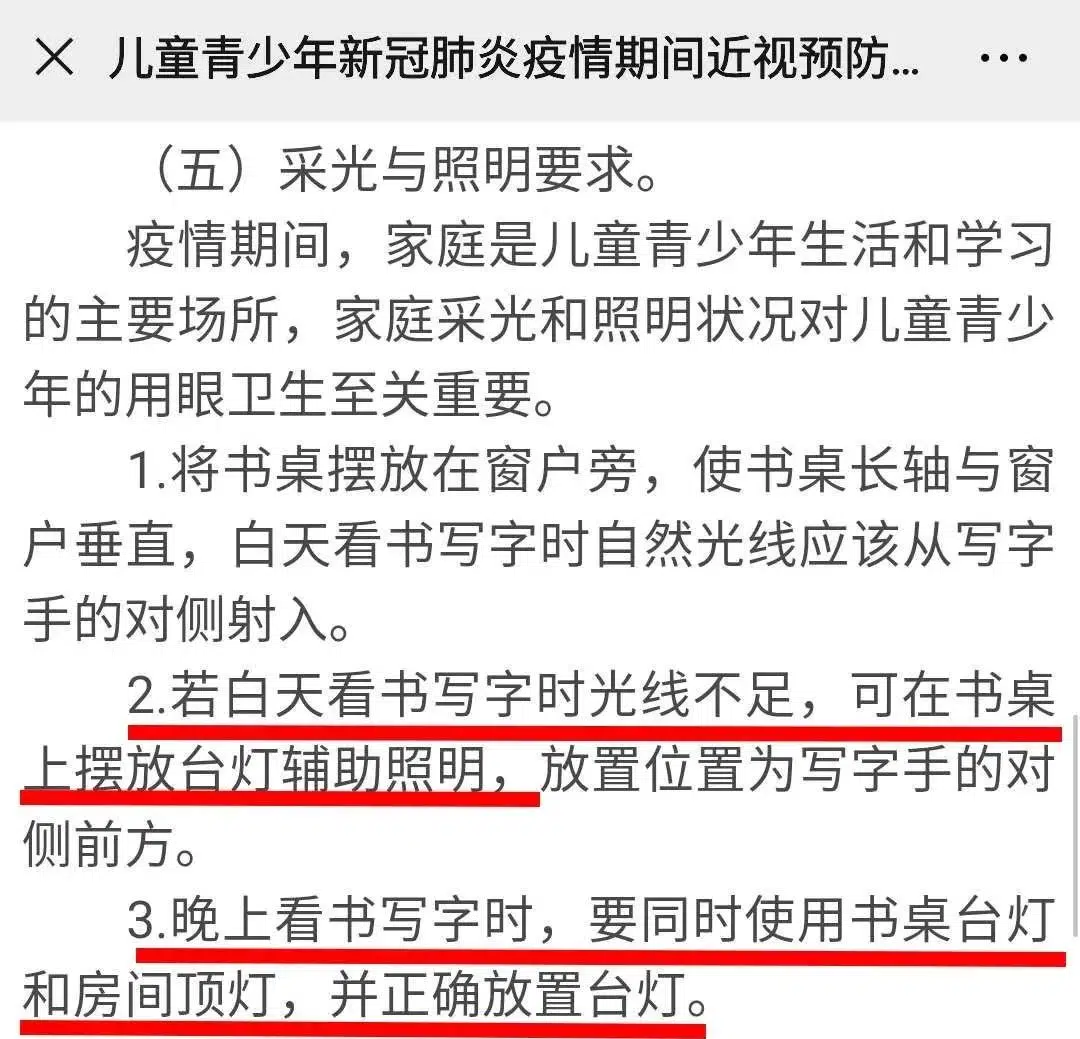 儿童青少年新冠肺炎疫情期间近视预防...
（五）采光与照明要求。
疫情期间，家庭是儿童青少年生活和学习
的主要场所，家庭采光和照明状况对儿童青少
年的用眼卫生至关重要。
1.将书桌摆放在窗户旁，使书桌长轴与窗
户垂直，白天看书写字时自然光线应该从写字
手的对侧射入。
2.若白天看书写字时光线不足，可在书桌
上摆放台灯辅助照明，放置位置为写字手的对
侧前方。
3.晚上看书写字时，要同时使用书桌台灯
和房间顶灯，并正确放置台灯。